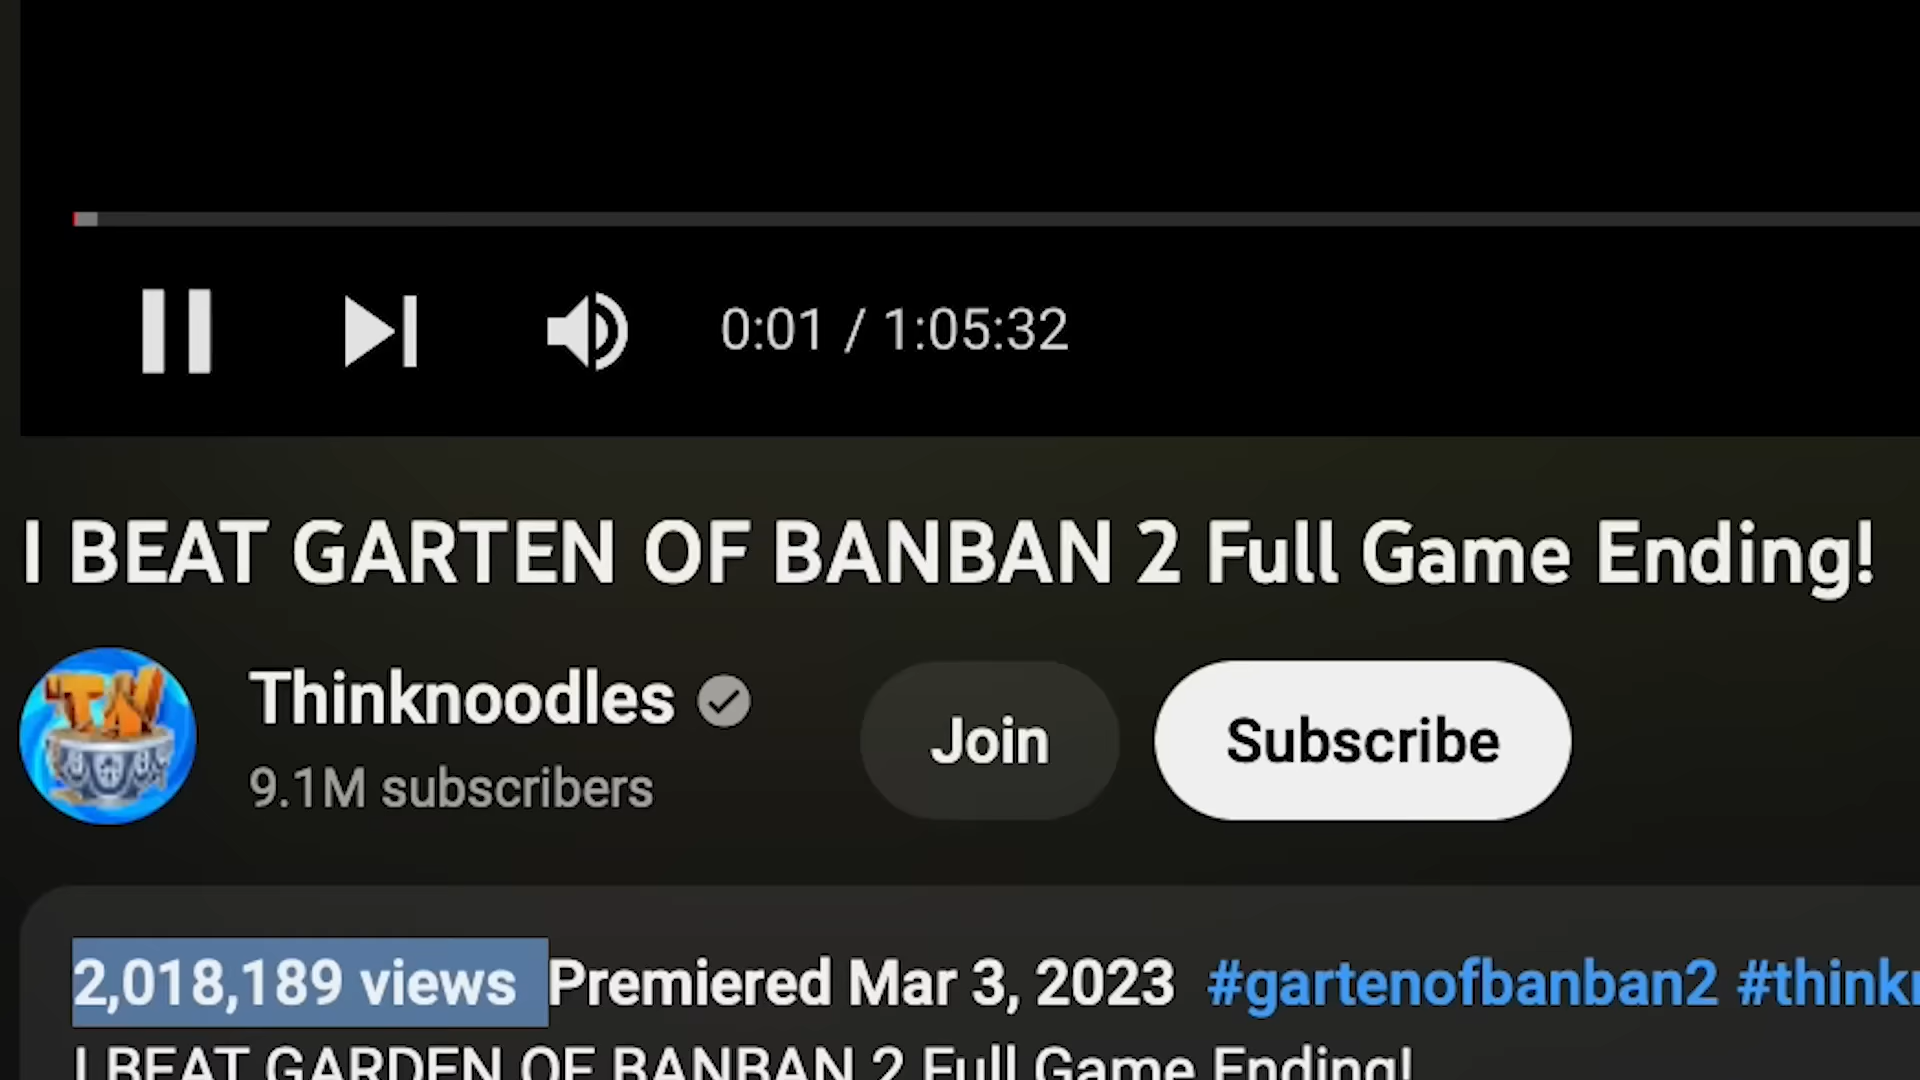 0:01 / 1:05:32
I BEAT GARTEN OF BANBAN 2 Full Game Ending!
TN
Thinknoodles
9.1M subscribers
Join
Subscribe
2,018,189 views Premiered Mar 3, 2023 #gartenofbanban2
I BEAT GARDEN OF BANBAN 2 Full Game Ending!